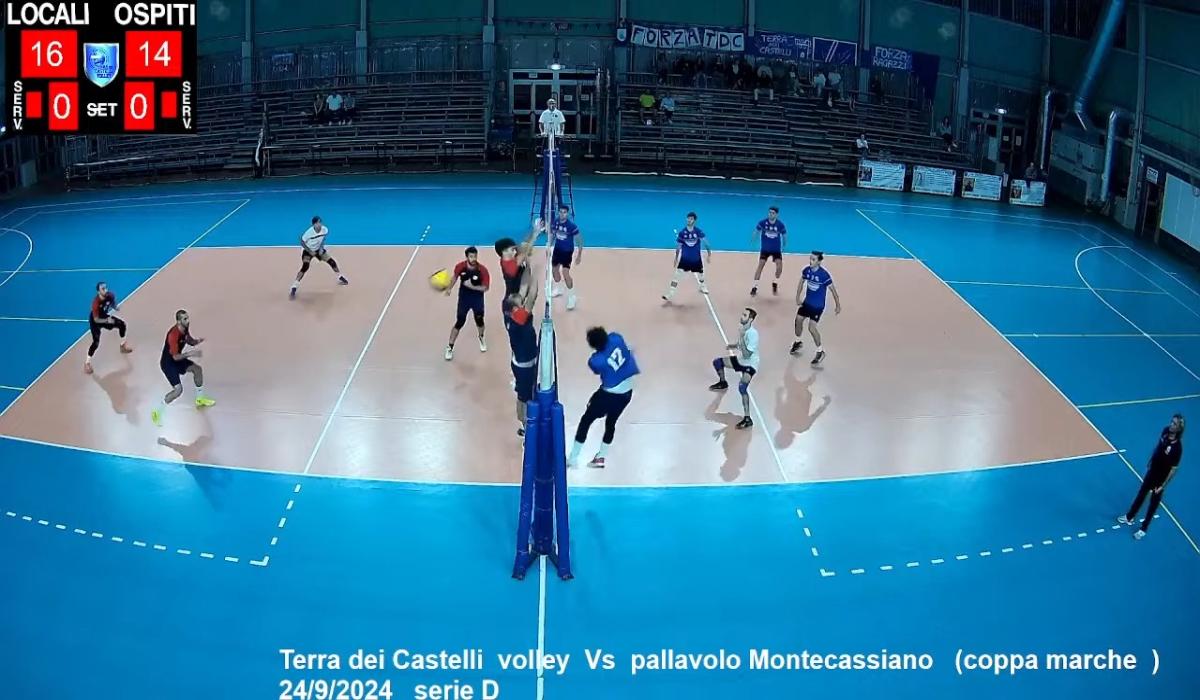 LOCALI OSPITI
16 14
SERV. 0 SET 0 SERV.
FORZA TDC
TERRA
CASTELLI
FORZA
RAGAZZI
12
Terra dei Castelli volley Vs pallavolo Montecassiano (coppa marche )
24/9/2024 serie D